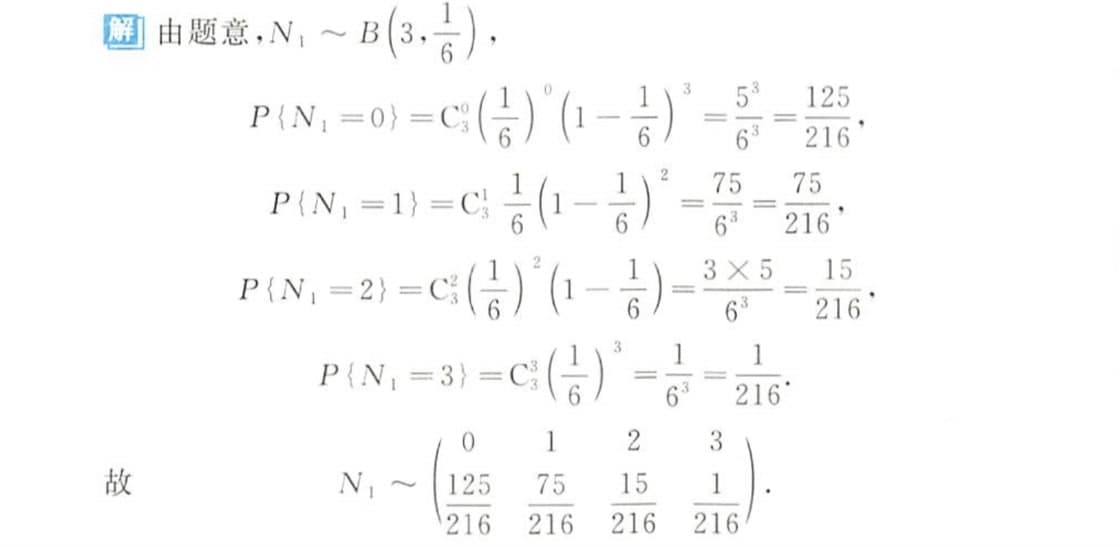 解 由题意,N₁ ~ B(3, 1/6),
P{N₁=0}=C₃⁰(1/6)⁰(1-1/6)³=5³/6³=125/216,
P{N₁=1}=C₃¹ 1/6(1-1/6)²=75/6³=75/216,
P{N₁=2}=C₃²(1/6)²(1-1/6)=3×5/6³=15/216,
P{N₁=3}=C₃³(1/6)³=1/6³=1/216.
0 1 2 3
故 N₁ ~ ( 125/216 75/216 15/216 1/216 ) .